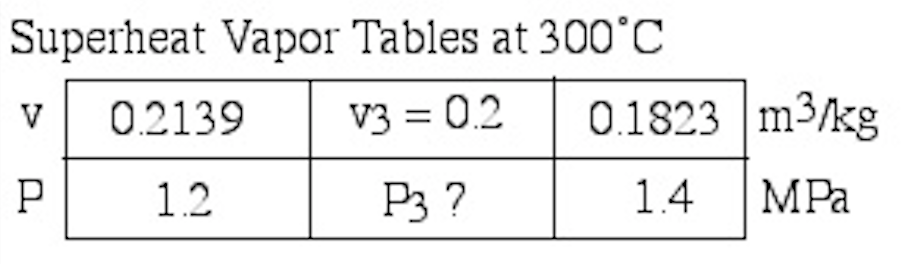 Superheat Vapor Tables at 300°C
v 0.2139 v3 = 0.2 0.1823 m3/kg
P 1.2 P3 ? 1.4 MPa